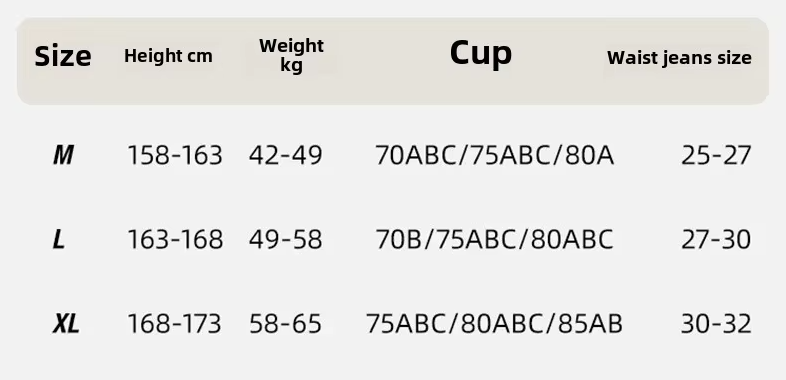 Size Height cm Weight kg Cup Waist jeans size
M 158-163 42-49 70ABC/75ABC/80A 25-27
L 163-168 49-58 70B/75ABC/80ABC 27-30
XL 168-173 58-65 75ABC/80ABC/85AB 30-32